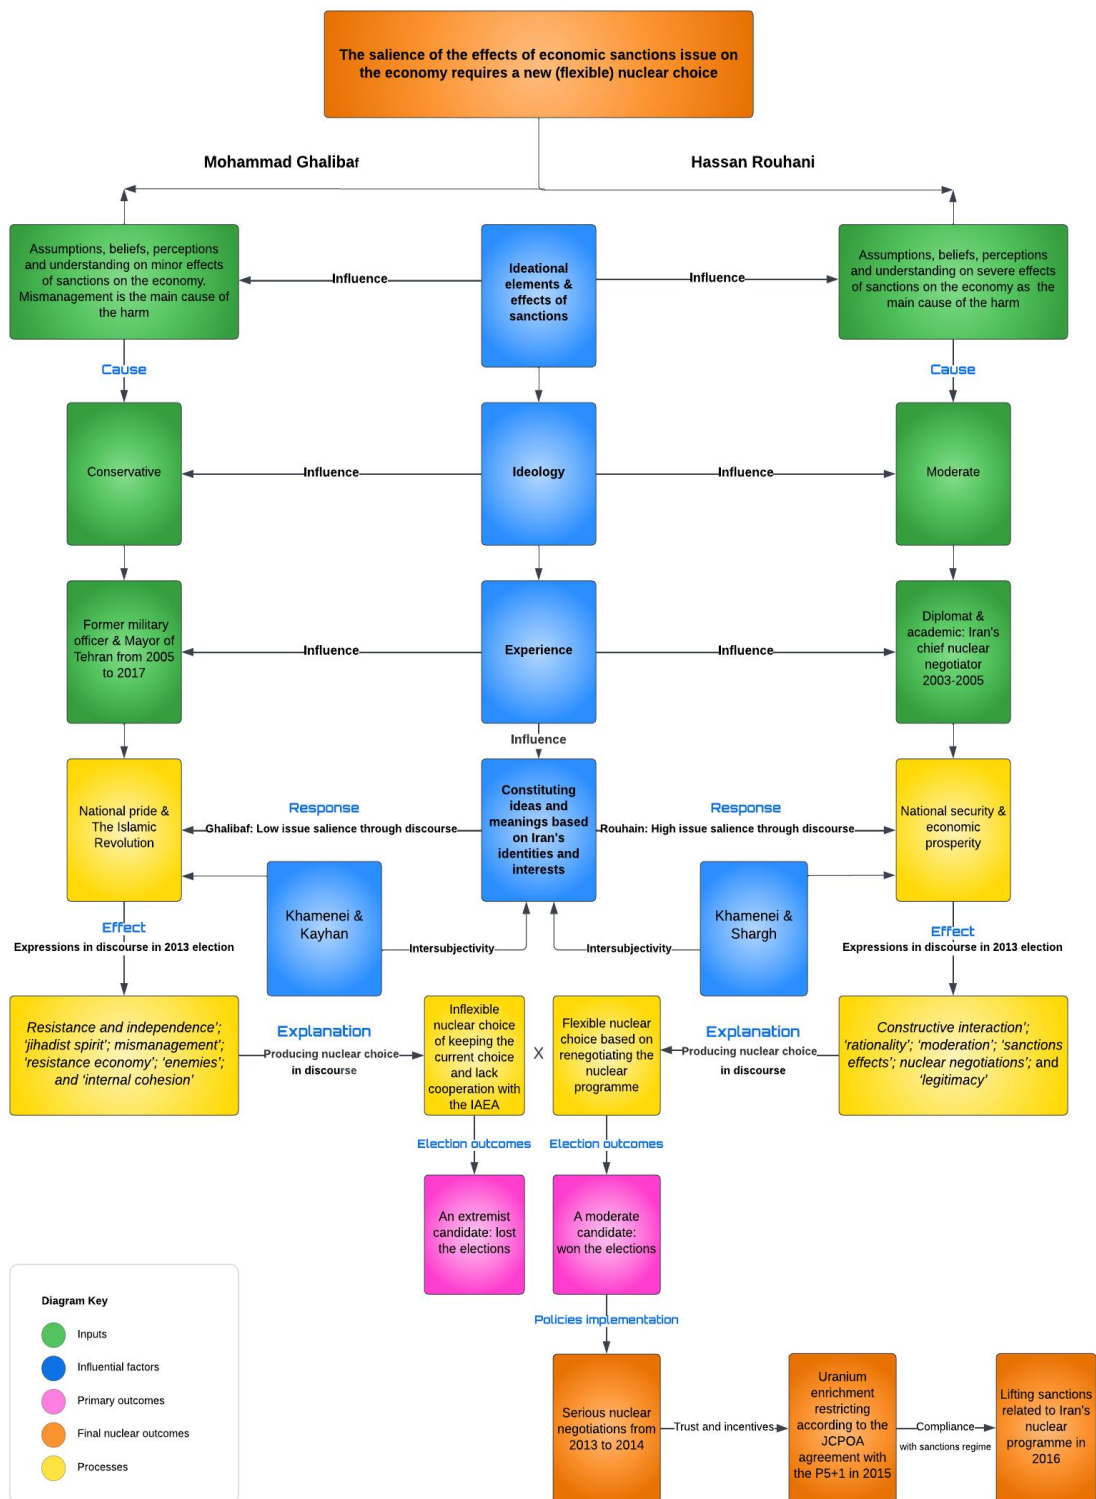 The salience of the effects of economic sanctions issue on
the economy requires a new (flexible) nuclear choice
Mohammad Ghalibaf
Hassan Rouhani
Assumptions, beliefs, perceptions
and understanding on minor effects
of sanctions on the economy.
Mismanagement is the main cause of
the harm
Influence
Ideational
elements &
effects of
sanctions
Influence
Assumptions, beliefs, perceptions
and understanding on severe effects
of sanctions on the economy as the
main cause of the harm
Cause
Cause
Conservative
Influence
Ideology
Influence
Moderate
Former military
officer & Mayor of
Tehran from 2005
to 2017
Influence
Experience
Influence
Diplomat &
academic: Iran's
chief nuclear
negotiator
2003-2005
Influence
National pride &
The Islamic
Revolution
Response
Ghalibaf: Low issue salience through discourse
Constituting
ideas and
meanings based
on Iran's
identities and
interests
Response
Rouhain: High issue salience through discourse
National security &
economic
prosperity
Khamenei &
Kayhan
Intersubjectivity
Intersubjectivity
Khamenei &
Shargh
Effect
Expressions in discourse in 2013 election
Effect
Expressions in discourse in 2013 election
Resistance and independence’;
‘jihadist spirit’; mismanagement’;
‘resistance economy’; ‘enemies’;
and ‘internal cohesion’
Explanation
Producing nuclear choice
in discourse
Inflexible
nuclear choice
of keeping the
current choice
and lack
cooperation with
the IAEA
X
Flexible nuclear
choice based on
renegotiating the
nuclear
programme
Explanation
Producing nuclear choice
in discourse
Constructive interaction’;
‘rationality’; ‘moderation’; ‘sanctions
effects’; nuclear negotiations’; and
‘legitimacy’
Election outcomes
Election outcomes
An extremist
candidate: lost
the elections
A moderate
candidate:
won the elections
Policies implementation
Diagram Key
Inputs
Influential factors
Primary outcomes
Final nuclear outcomes
Processes
Serious nuclear
negotiations from
2013 to 2014
Trust and incentives
Uranium
enrichment
restricting
according to the
JCPOA
agreement with
the P5+1 in 2015
Compliance
with sanctions regime
Lifting sanctions
related to Iran's
nuclear
programme in
2016